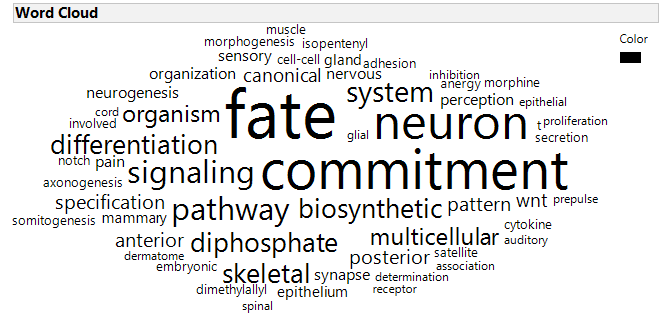 Word Cloud
Color
muscle
morphogenesis isopentenyl
sensory cell-cell gland adhesion
organization canonical nervous inhibition
neurogenesis system anergy morphine
fate neuron perception epithelial
cord organism
involved glial t proliferation
differentiation secretion
notch pain signaling commitment
axonogenesis
specification pathway biosynthetic pattern wnt prepulse
somitogenesis mammary cytokine
anterior diphosphate multicellular auditory
dermatome posterior satellite
embryonic skeletal synapse determination association
dimethylallyl epithelium receptor
spinal